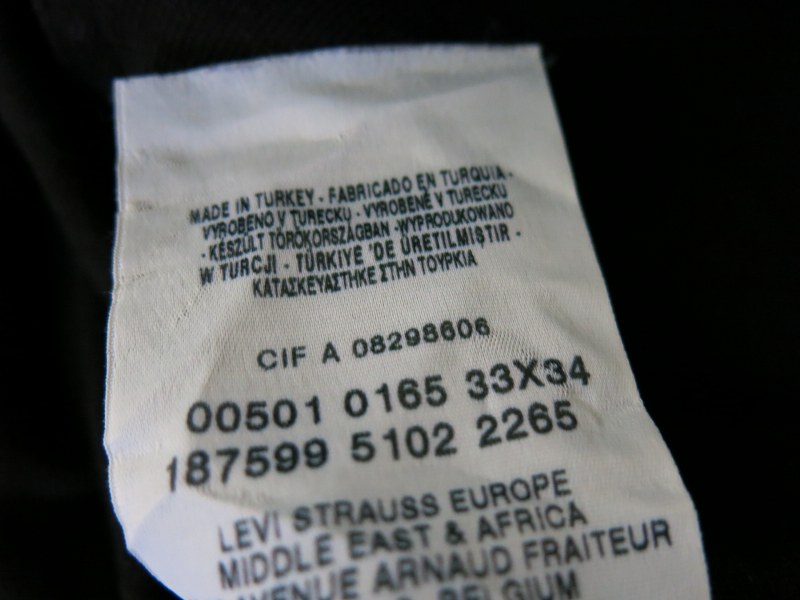 MADE IN TURKEY - FABRICADO EN TURQUIA -
VYROBENO V TURECKU - VYROBENÉ V TURECKU
- KÉSZÜLT TÖRÖKORSZÁGBAN -WYPRODUKOWANO
W TURCJI - TÜRKIYE 'DE ÜRETILMIŞTIR -
ΚΑΤΑΣΚΕΥΑΣΤΗΚΕ ΣΤΗΝ ΤΟΥΡΚΙΑ
CIF A 08298606
00501 0165 33X34
187599 5102 2265
LEVI STRAUSS EUROPE
MIDDLE EAST & AFRICA
AVENUE ARNAUD FRAITEUR
BELGIUM